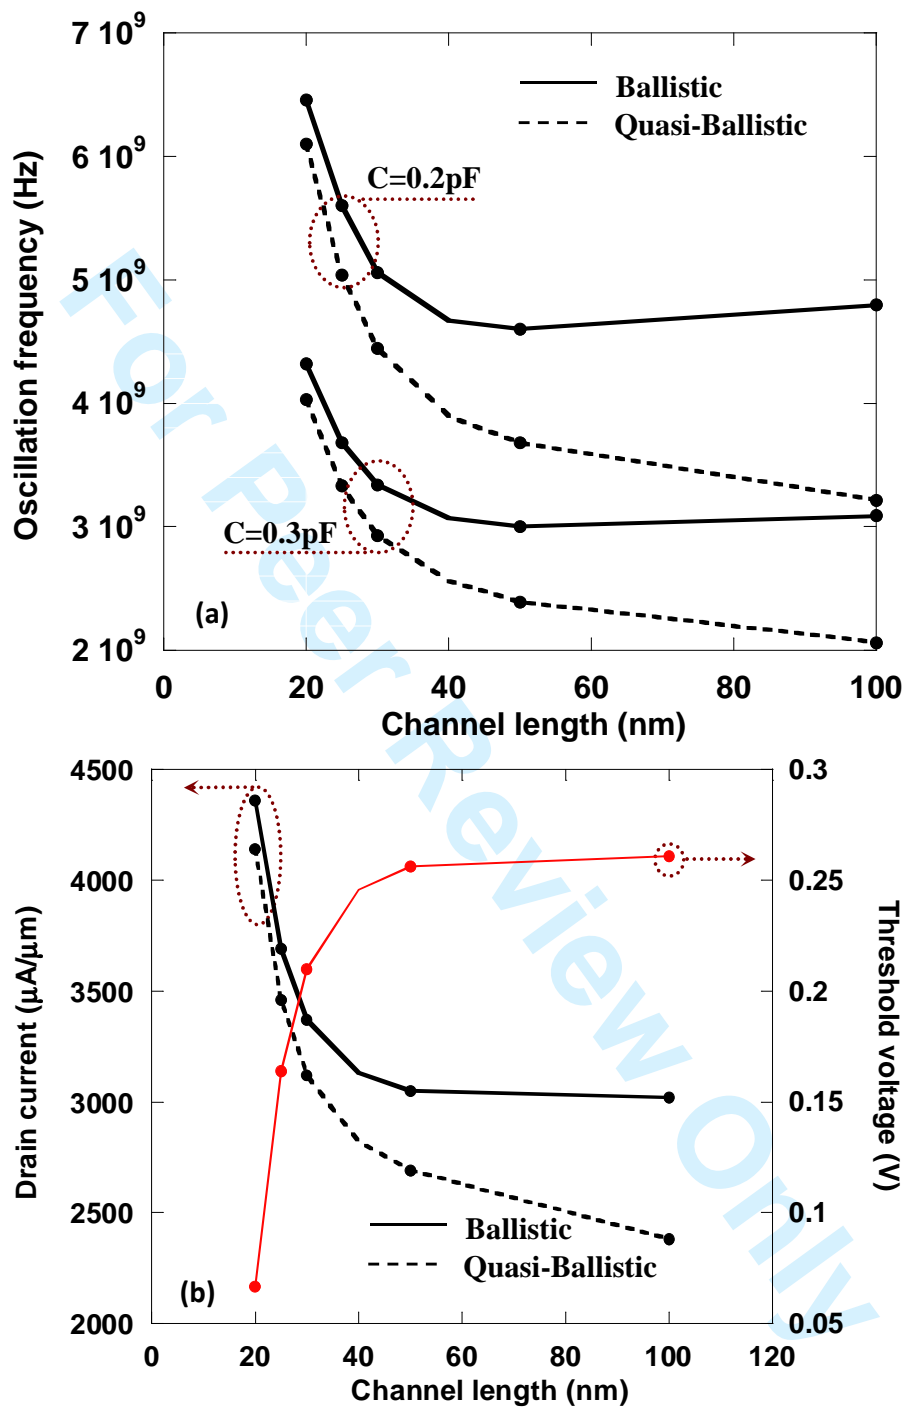 7 10⁹
6 10⁹
5 10⁹
4 10⁹
3 10⁹
2 10⁹
Oscillation frequency (Hz)
Ballistic
Quasi-Ballistic
C=0.2pF
C=0.3pF
(a)
0 20 40 60 80 100
Channel length (nm)
For Peer Review Only
4500
4000
3500
3000
2500
2000
Drain current (µA/µm)
0.3
0.25
0.2
0.15
0.1
0.05
Threshold voltage (V)
Ballistic
Quasi-Ballistic
(b)
0 20 40 60 80 100 120
Channel length (nm)